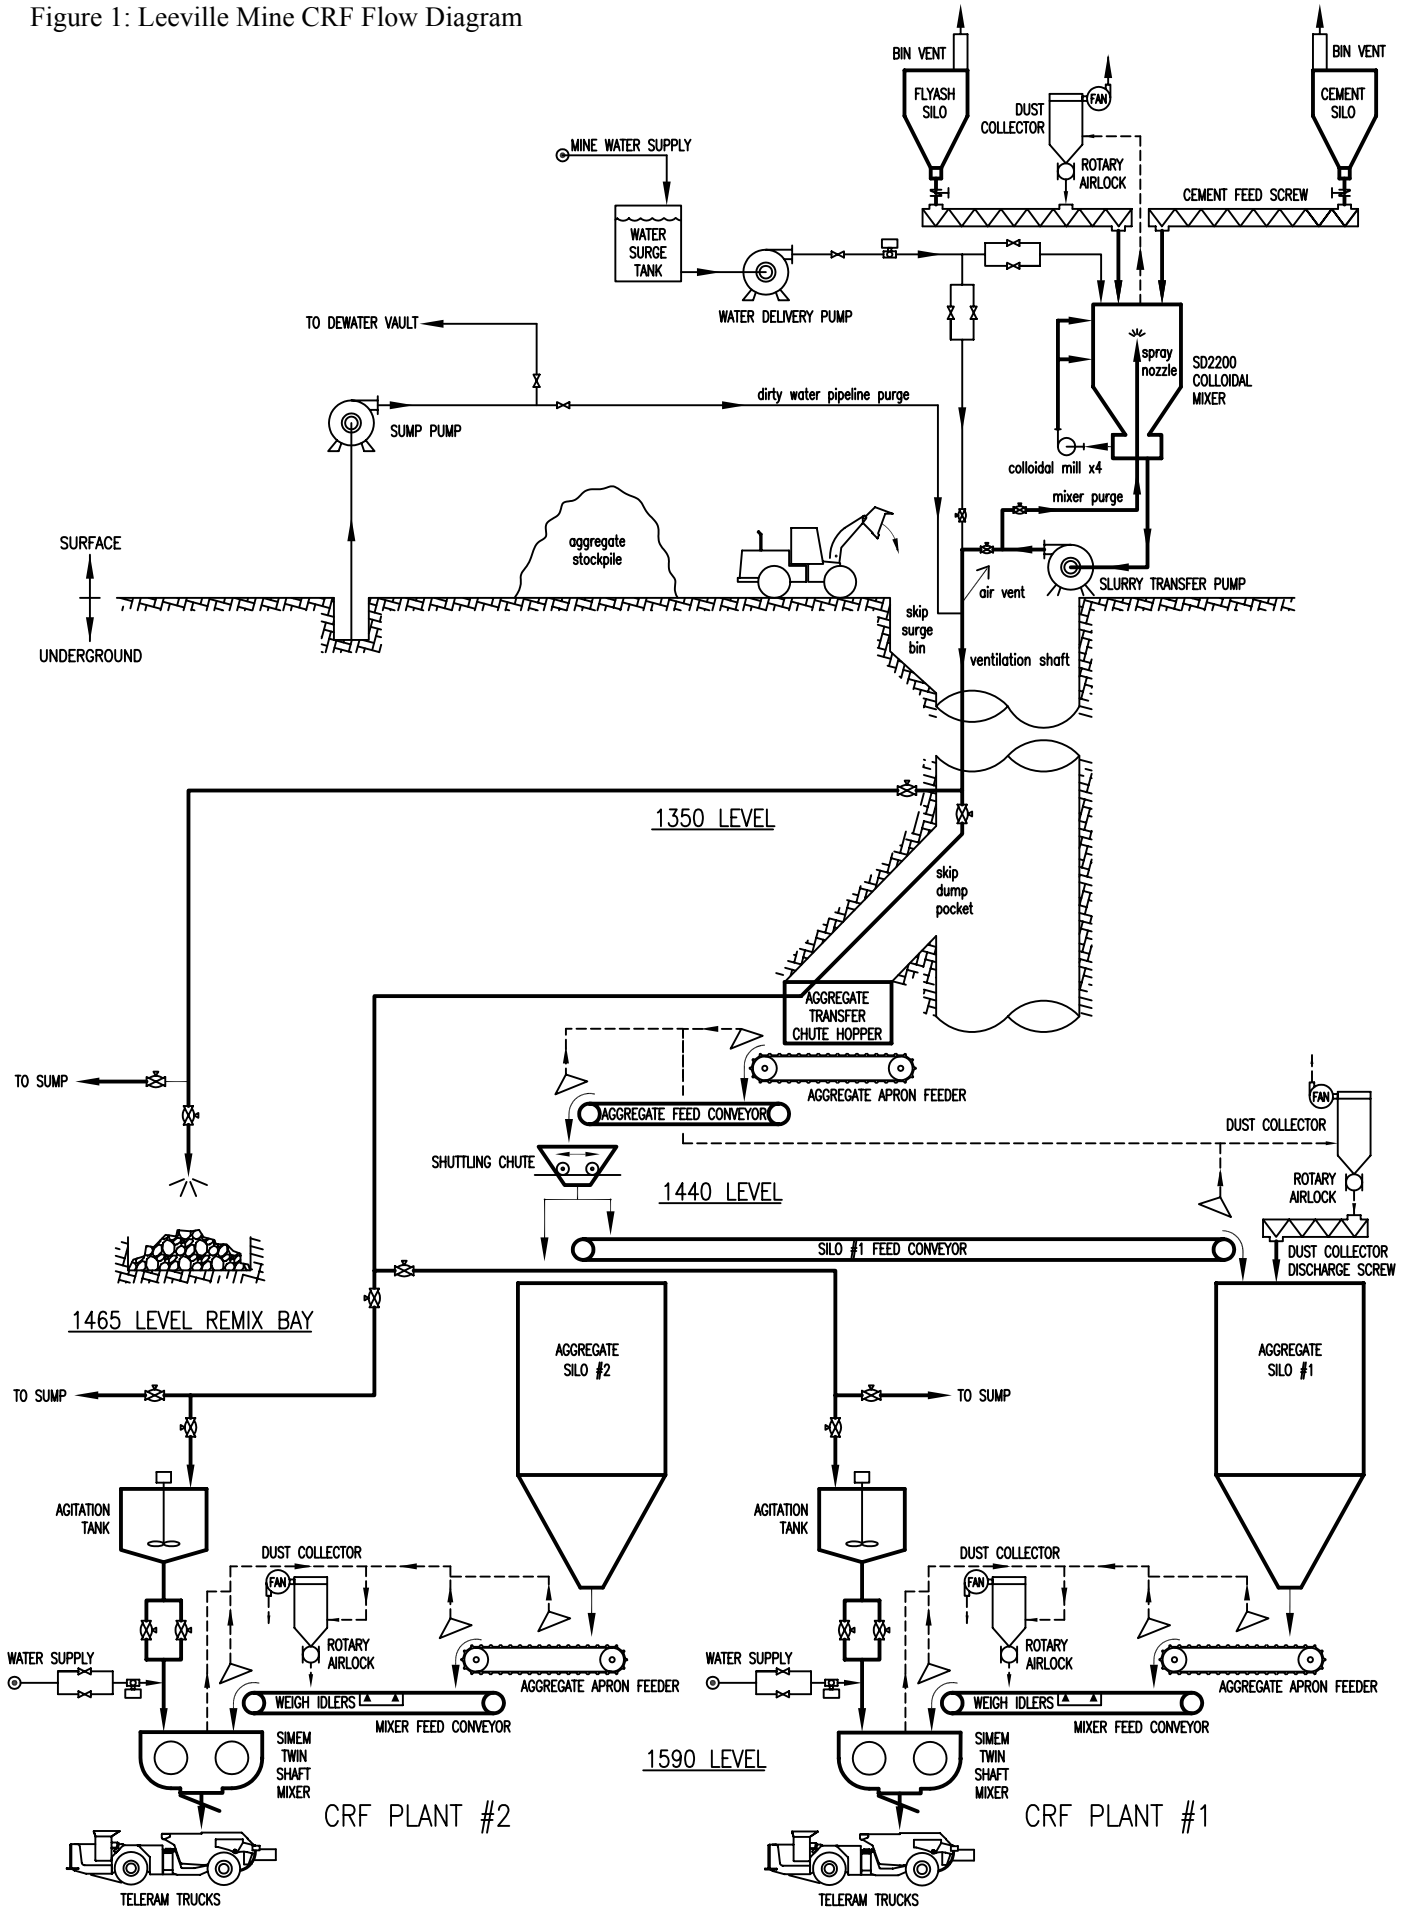 Figure 1: Leeville Mine CRF Flow Diagram
BIN VENT
BIN VENT
FLYASH
SILO
FAN
CEMENT
SILO
DUST
COLLECTOR
MINE WATER SUPPLY
ROTARY
AIRLOCK
CEMENT FEED SCREW
WATER
SURGE
TANK
WATER DELIVERY PUMP
TO DEWATER VAULT
spray
nozzle
SD2200
COLLOIDAL
MIXER
dirty water pipeline purge
SUMP PUMP
colloidal mill x4
mixer purge
aggregate
stockpile
SURFACE
SLURRY TRANSFER PUMP
air vent
skip
surge
bin
UNDERGROUND
ventilation shaft
1350 LEVEL
skip
dump
pocket
AGGREGATE
TRANSFER
CHUTE HOPPER
TO SUMP
AGGREGATE APRON FEEDER
FAN
AGGREGATE FEED CONVEYOR
DUST COLLECTOR
SHUTTLING CHUTE
1440 LEVEL
ROTARY
AIRLOCK
SILO #1 FEED CONVEYOR
DUST COLLECTOR
DISCHARGE SCREW
1465 LEVEL REMIX BAY
AGGREGATE
SILO #2
AGGREGATE
SILO #1
TO SUMP
TO SUMP
AGITATION
TANK
AGITATION
TANK
DUST COLLECTOR
DUST COLLECTOR
FAN
FAN
WATER SUPPLY
ROTARY
AIRLOCK
WATER SUPPLY
ROTARY
AIRLOCK
AGGREGATE APRON FEEDER
AGGREGATE APRON FEEDER
WEIGH IDLERS
WEIGH IDLERS
MIXER FEED CONVEYOR
MIXER FEED CONVEYOR
SIMEM
TWIN
SHAFT
MIXER
1590 LEVEL
SIMEM
TWIN
SHAFT
MIXER
CRF PLANT #2
CRF PLANT #1
TELERAM TRUCKS
TELERAM TRUCKS